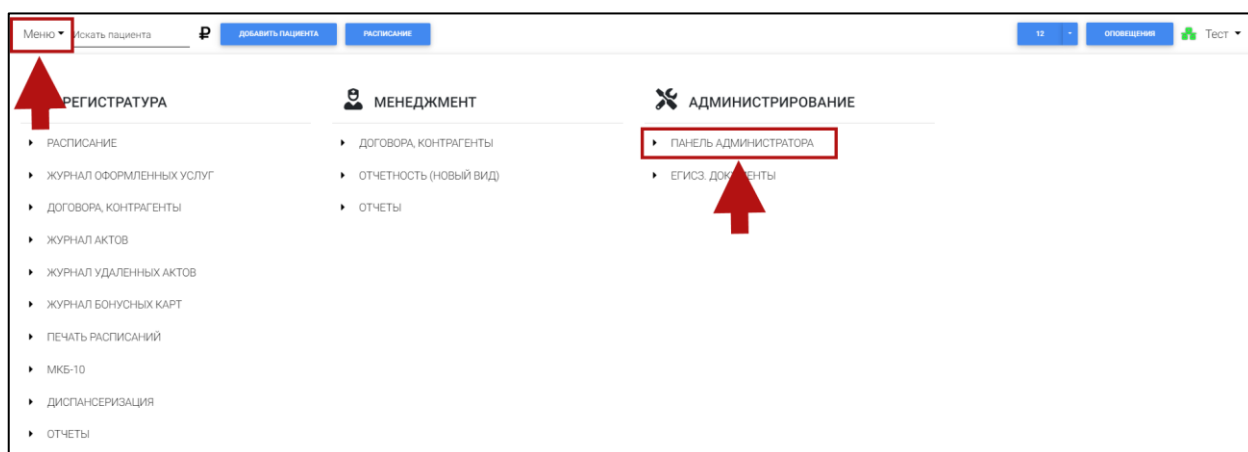 Меню Искать пациента ₽ ДОБАВИТЬ ПАЦИЕНТА РАСПИСАНИЕ 12 ОПОВЕЩЕНИЯ Тест
РЕГИСТРАТУРА
РАСПИСАНИЕ
ЖУРНАЛ ОФОРМЛЕННЫХ УСЛУГ
ДОГОВОРА, КОНТРАГЕНТЫ
ЖУРНАЛ АКТОВ
ЖУРНАЛ УДАЛЕННЫХ АКТОВ
ЖУРНАЛ БОНУСНЫХ КАРТ
ПЕЧАТЬ РАСПИСАНИЙ
МКБ-10
ДИСПАНСЕРИЗАЦИЯ
ОТЧЕТЫ
МЕНЕДЖМЕНТ
ДОГОВОРА, КОНТРАГЕНТЫ
ОТЧЕТНОСТЬ (НОВЫЙ ВИД)
ОТЧЕТЫ
АДМИНИСТРИРОВАНИЕ
ПАНЕЛЬ АДМИНИСТРАТОРА
ЕГИСЗ. ДОКУМЕНТЫ